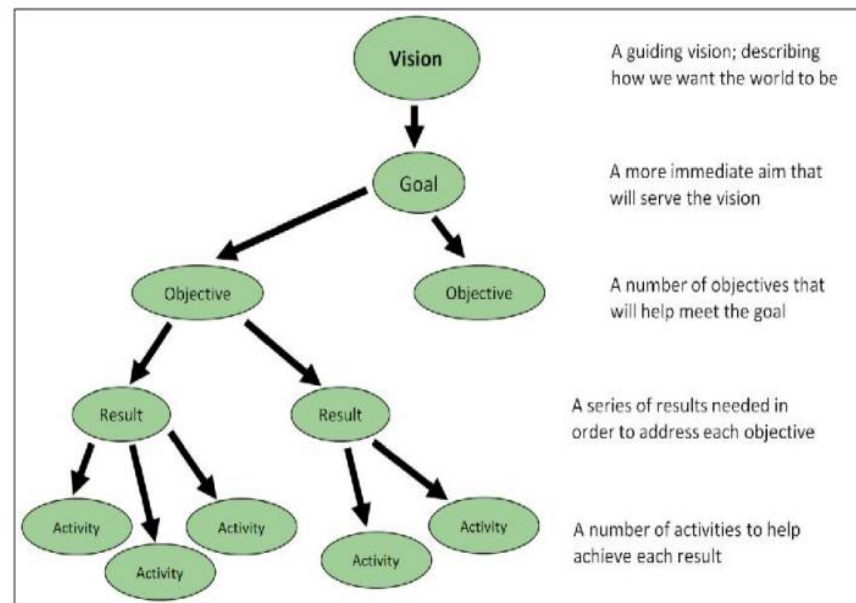 Vision
A guiding vision; describing
how we want the world to be
Goal
A more immediate aim that
will serve the vision
Objective
Objective
A number of objectives that
will help meet the goal
Result
Result
A series of results needed in
order to address each objective
Activity
Activity
Activity
Activity
Activity
A number of activities to help
achieve each result